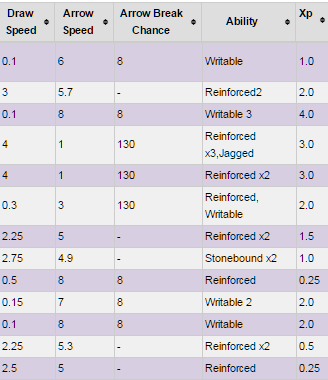 Draw Speed Arrow Speed Arrow Break Chance Ability Xp
0.1 6 8 Writable 1.0
3 5.7 - Reinforced2 2.0
0.1 8 8 Writable 3 4.0
4 1 130 Reinforced x3,Jagged 3.0
4 1 130 Reinforced x2 3.0
0.3 3 130 Reinforced, Writable 2.0
2.25 5 - Reinforced x2 1.5
2.75 4.9 - Stonebound x2 1.0
0.5 8 8 Reinforced 0.25
0.15 7 8 Writable 2 2.0
0.1 8 8 Writable 2.0
2.25 5.3 - Reinforced x2 0.5
2.5 5 - Reinforced 0.25